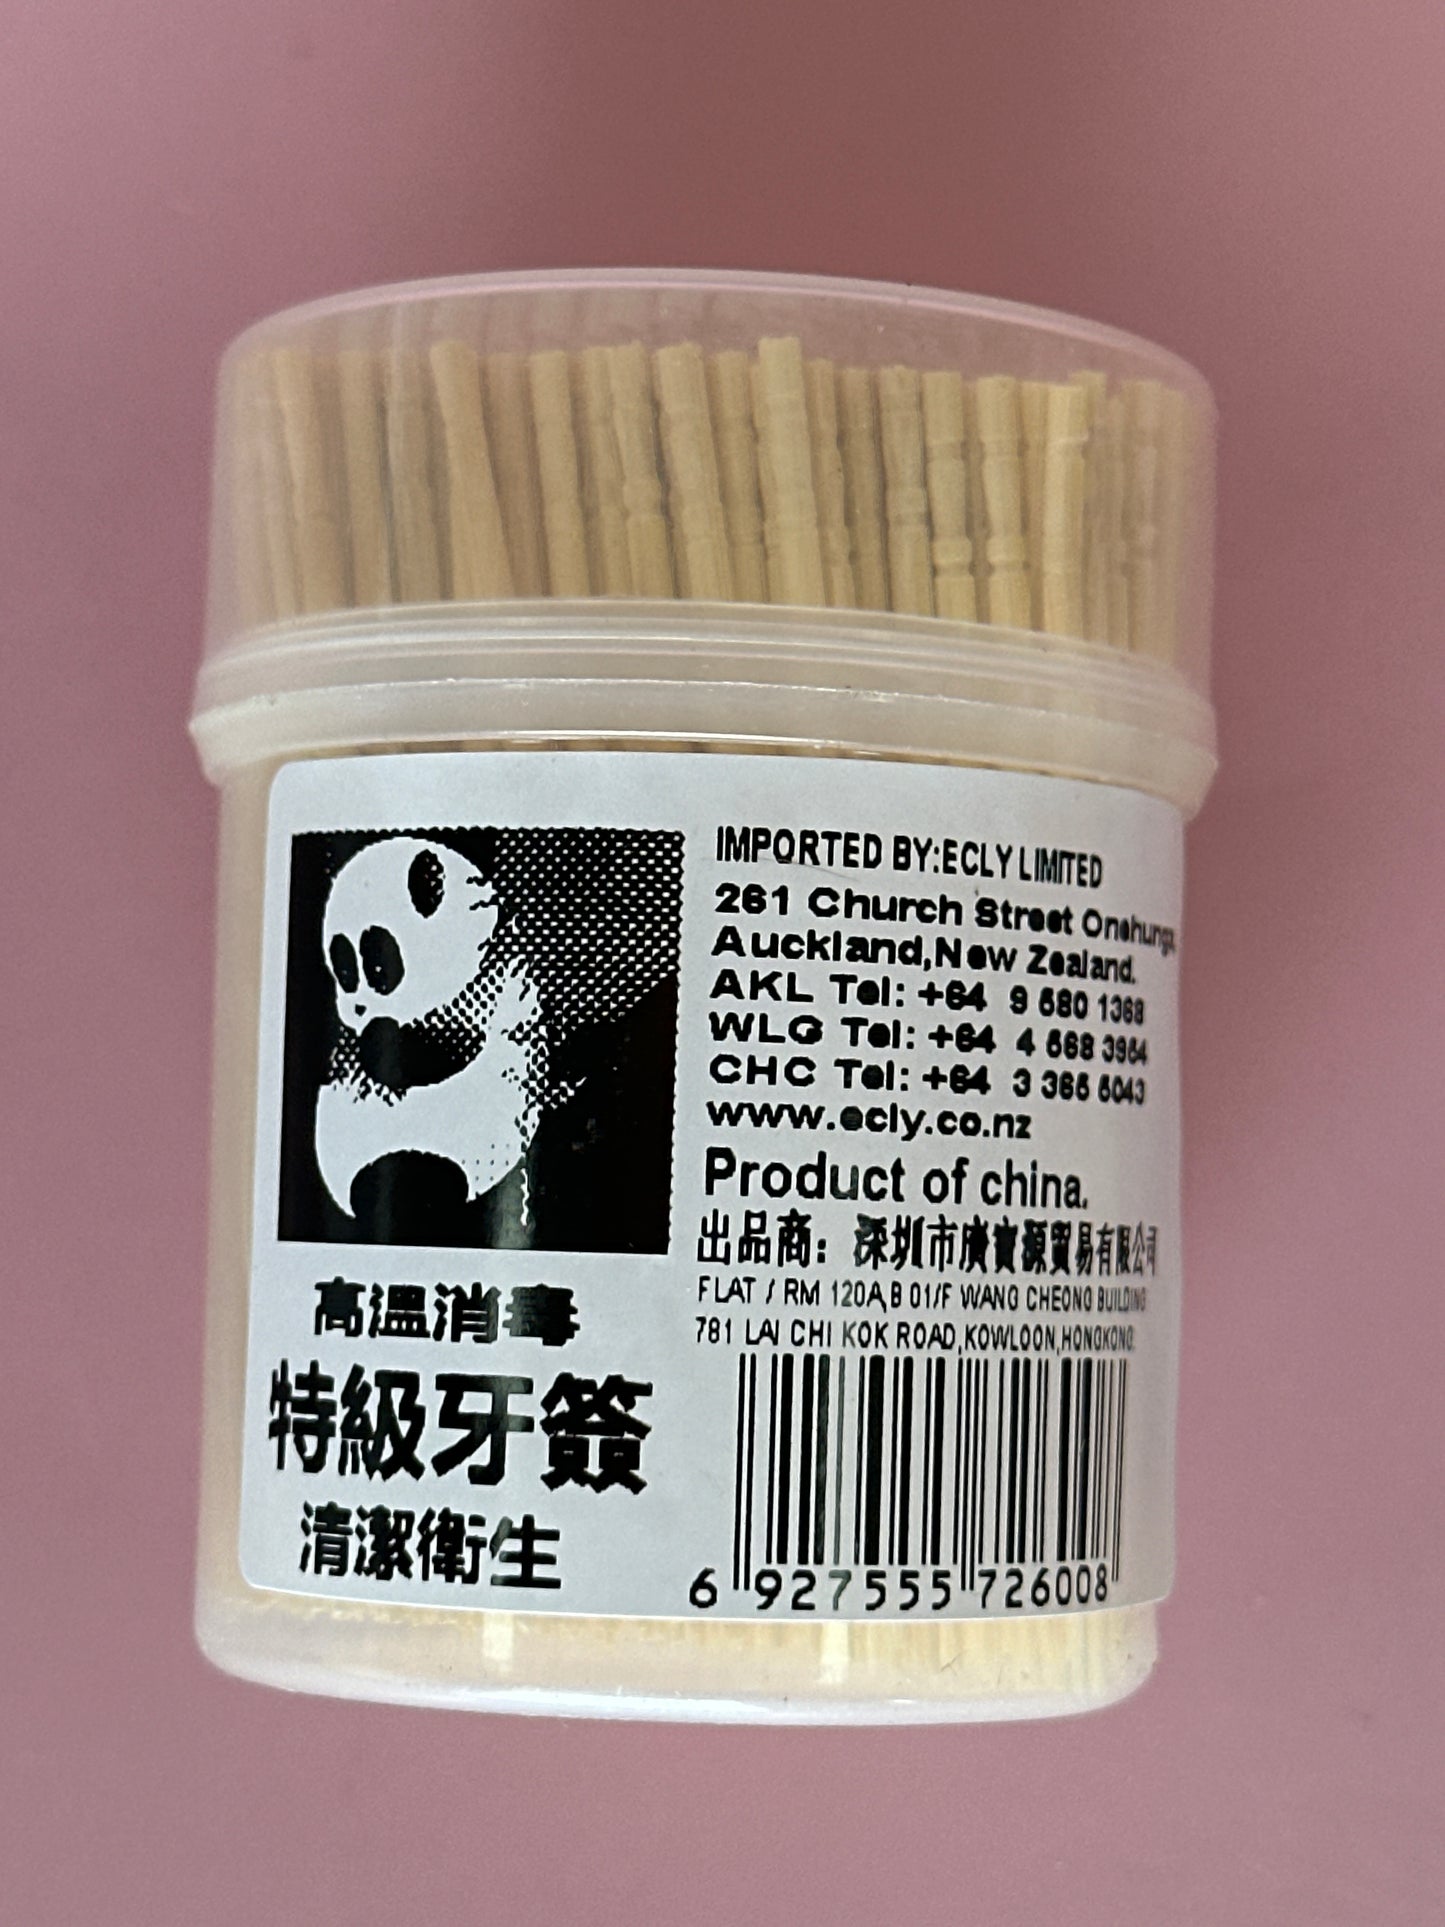 IMPORTED BY:ECLY LIMITED
261 Church Street Onehunga,
Auckland,New Zealand.
AKL Tel: +64 9 580 1368
WLG Tel: +64 4 568 3954
CHC Tel: +64 3 365 5043
www.ecly.co.nz
Product of china.
出品商：深圳市廣寶源貿易有限公司
FLAT / RM 120A,B 01/F WANG CHEONG BUILDING
781 LAI CHI KOK ROAD,KOWLOON,HONGKONG.
6 927555 726008
高溫消毒
特級牙簽
清潔衛生